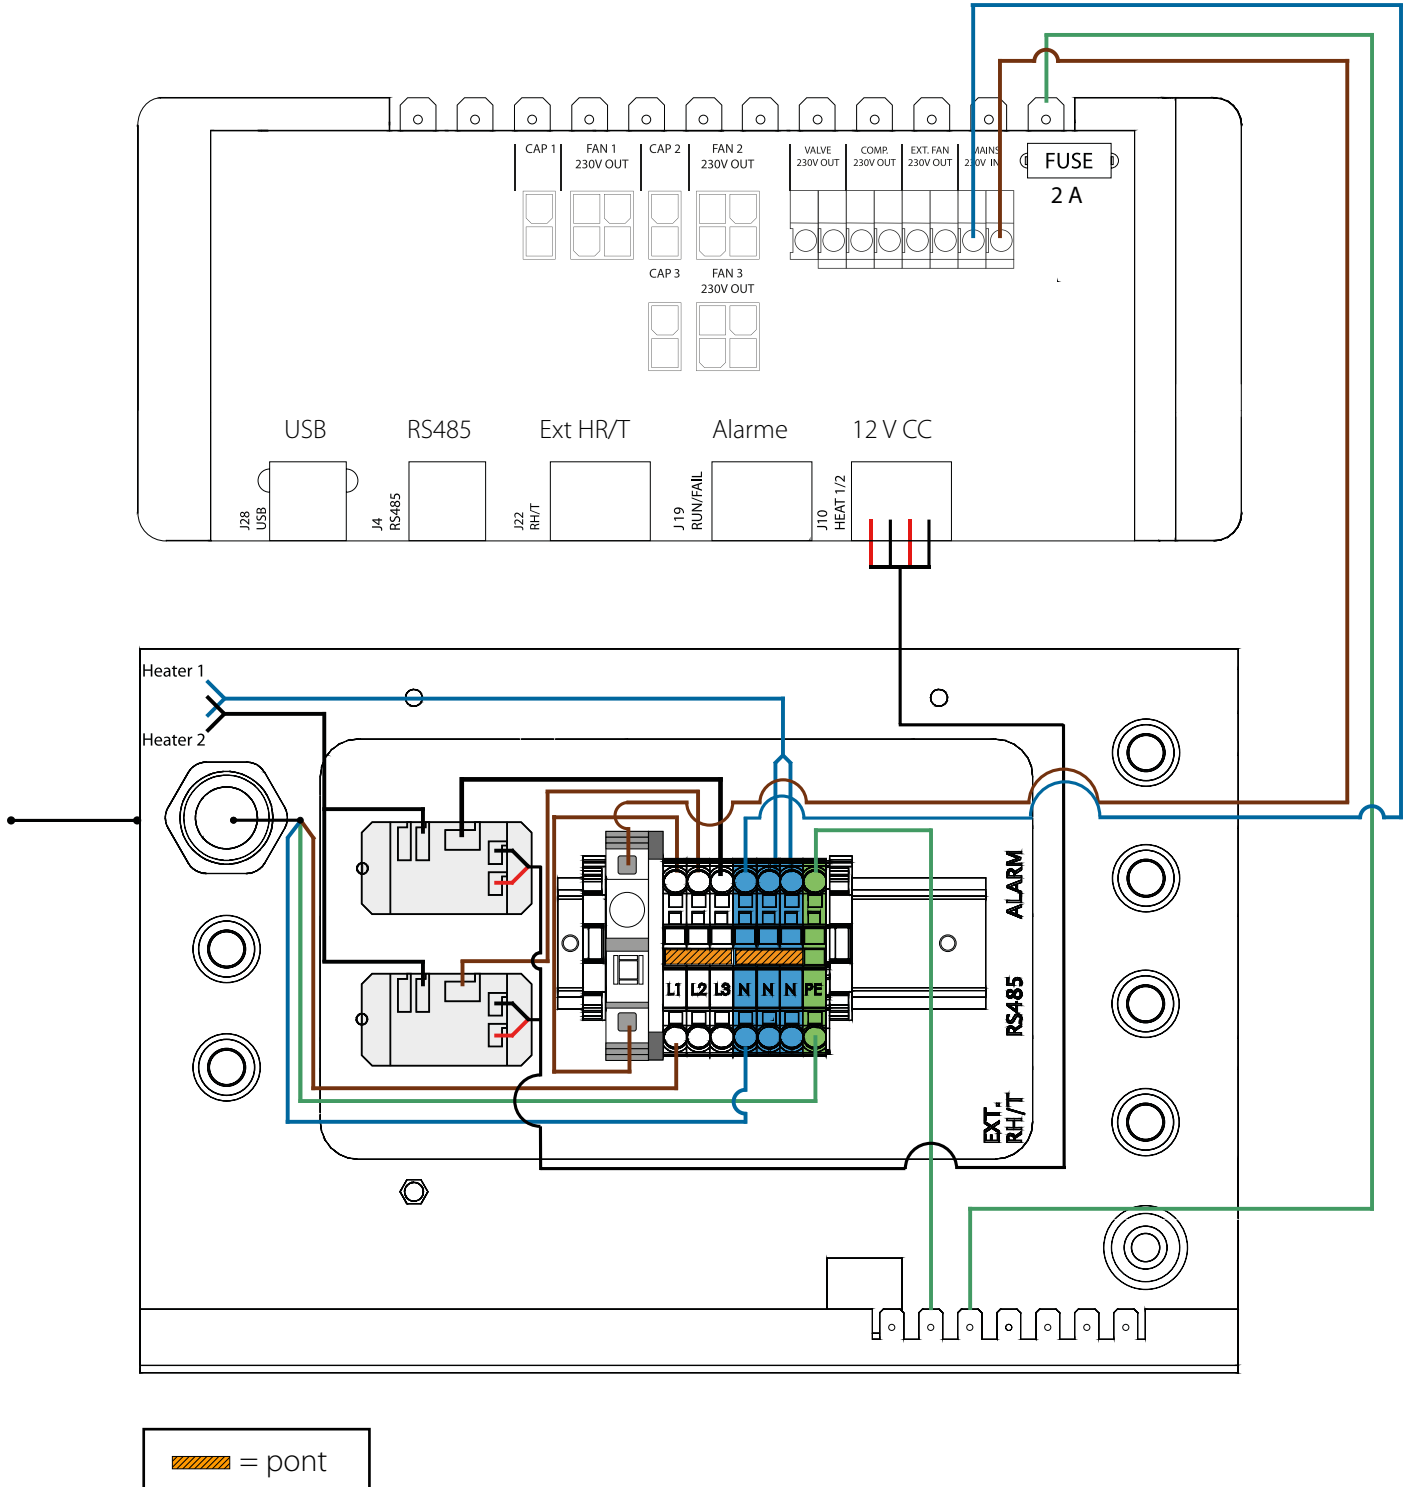 CAP 1
FAN 1
230V OUT
CAP 2
FAN 2
230V OUT
VALVE
230V OUT
COMP.
230V OUT
EXT. FAN
230V OUT
MAINS
230V IN
FUSE
2 A
CAP 3
FAN 3
230V OUT
USB
RS485
Ext HR/T
Alarme
12 V CC
J28
USB
J4
RS485
J22
RH/T
J19
RUN/FAIL
J10
HEAT 1/2
Heater 1
Heater 2
ALARM
RS485
EXT.
RH/T
L1 L2 L3 N N N PE
= pont